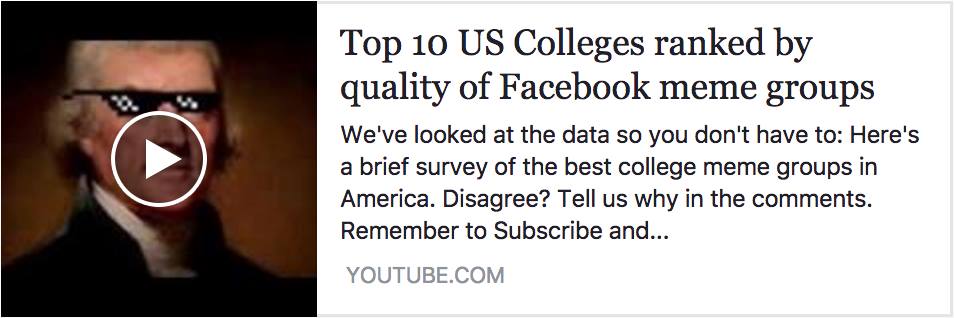 Top 10 US Colleges ranked by
quality of Facebook meme groups
We've looked at the data so you don't have to: Here's
a brief survey of the best college meme groups in
America. Disagree? Tell us why in the comments.
Remember to Subscribe and...
YOUTUBE.COM